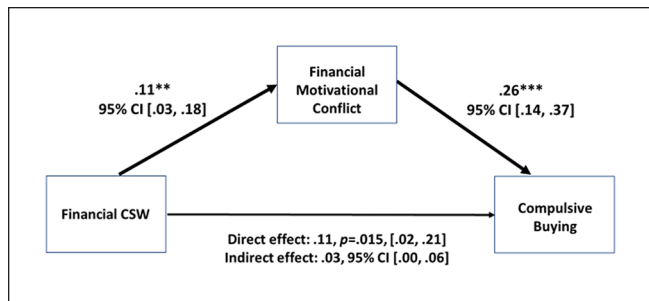 Financial
Motivational
Conflict
.11**
95% CI [.03, .18]
.26***
95% CI [.14, .37]
Financial CSW
Compulsive
Buying
Direct effect: .11, p=.015, [.02, .21]
Indirect effect: .03, 95% CI [.00, .06]